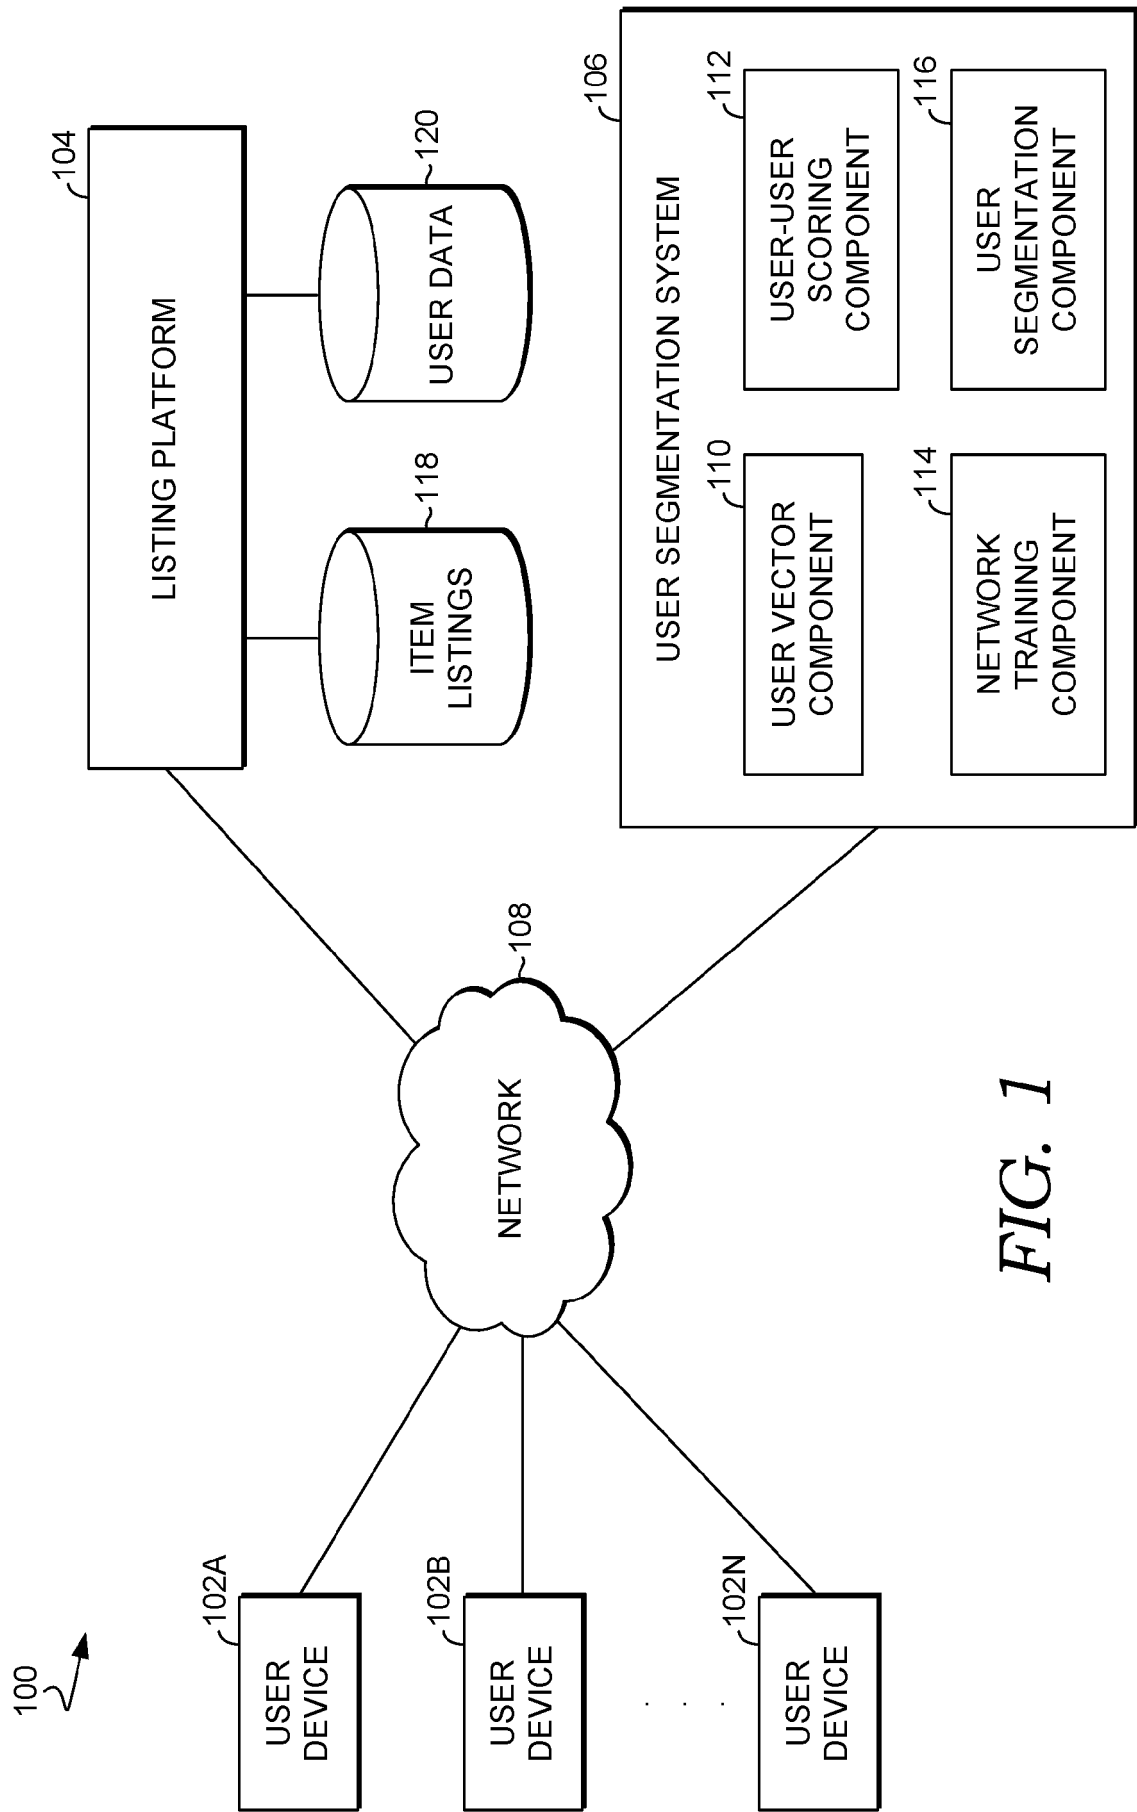 100
102A
USER
DEVICE
102B
USER
DEVICE
. . .
102N
USER
DEVICE
NETWORK
108
104
LISTING PLATFORM
ITEM
LISTINGS
118
USER DATA
120
106
USER SEGMENTATION SYSTEM
110
USER VECTOR
COMPONENT
112
USER-USER
SCORING
COMPONENT
114
NETWORK
TRAINING
COMPONENT
116
USER
SEGMENTATION
COMPONENT
FIG. 1